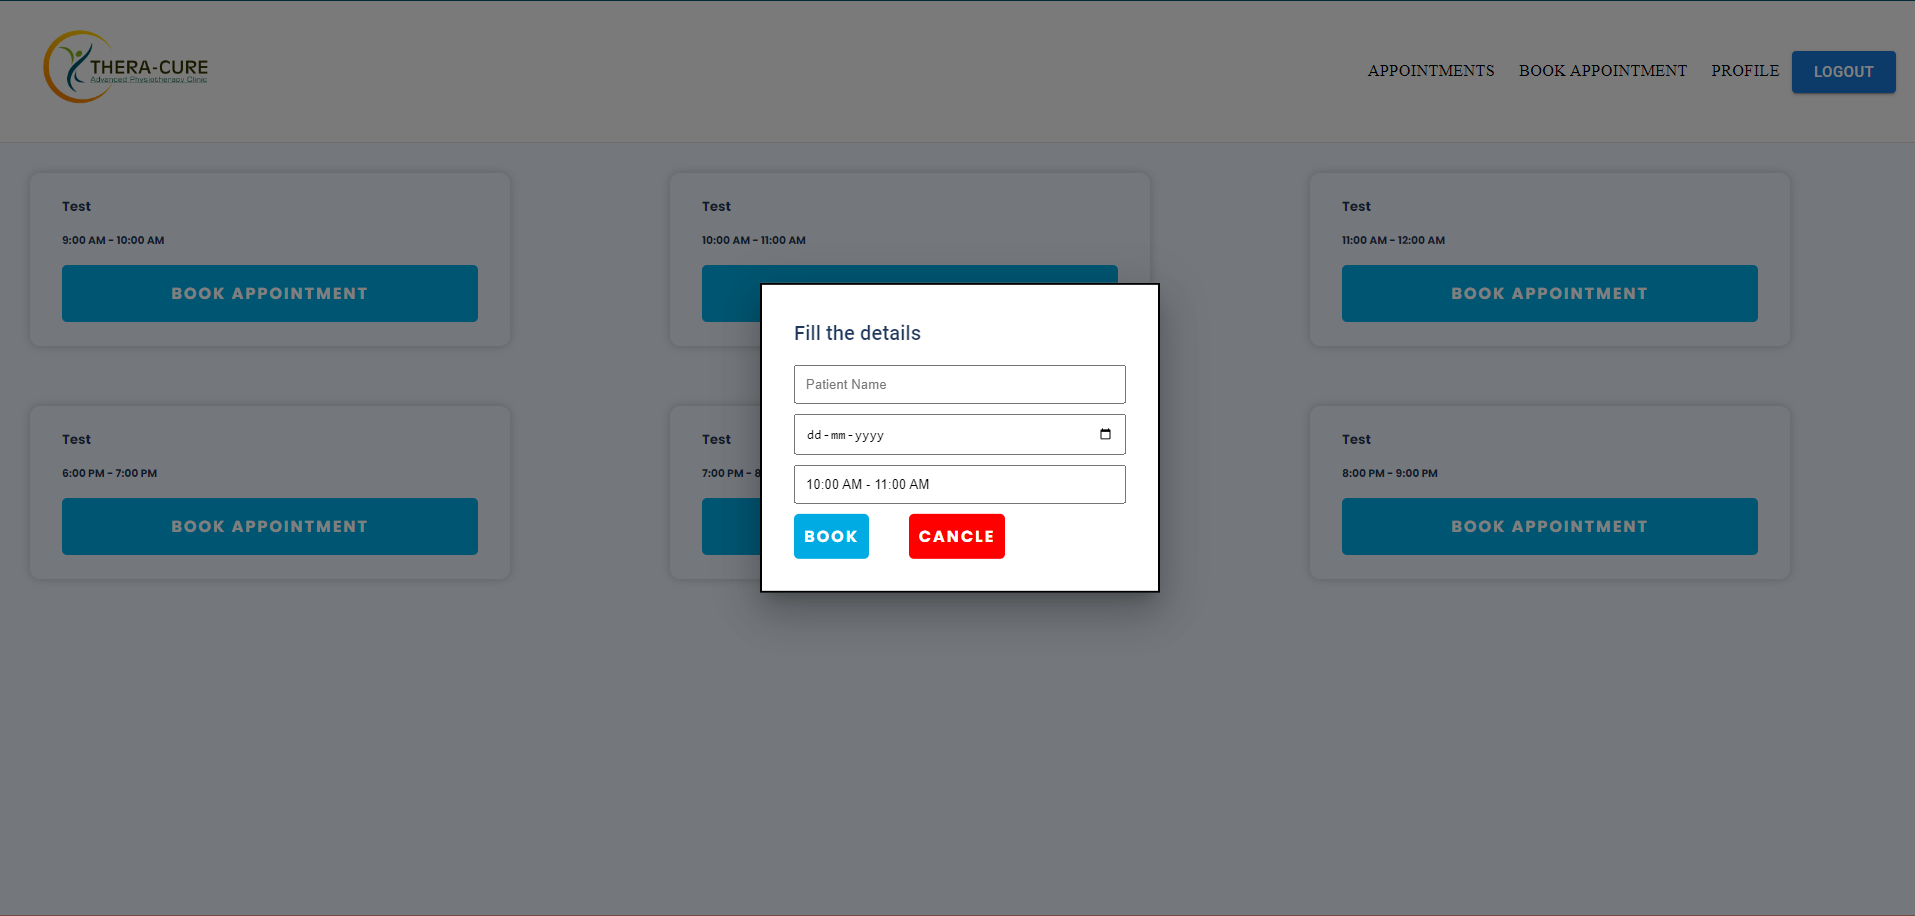 THERA-CURE
Advanced Physiotherapy Clinic
APPOINTMENTS BOOK APPOINTMENT PROFILE LOGOUT
Test Test Test
9:00 AM - 10:00 AM 10:00 AM - 11:00 AM 11:00 AM - 12:00 AM
BOOK APPOINTMENT BOOK APPOINTMENT
Fill the details
Patient Name
dd-mm-yyyy
10:00 AM - 11:00 AM
BOOK CANCLE
Test Test Test
6:00 PM - 7:00 PM 7:00 PM - 8 8:00 PM - 9:00 PM
BOOK APPOINTMENT BOOK APPOINTMENT